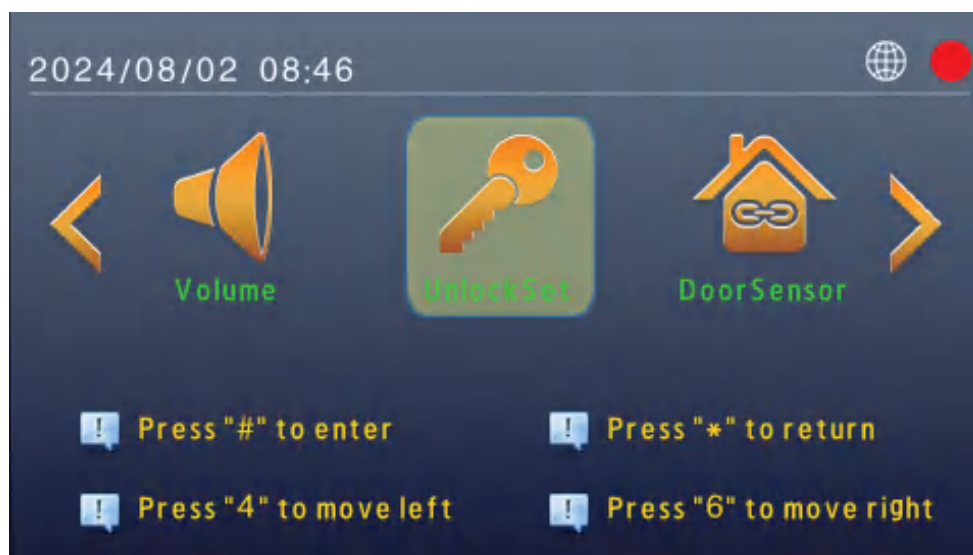 2024/08/02 08:46
Volume UnlockSet DoorSensor
Press "#" to enter Press "*" to return
Press "4" to move left Press "6" to move right